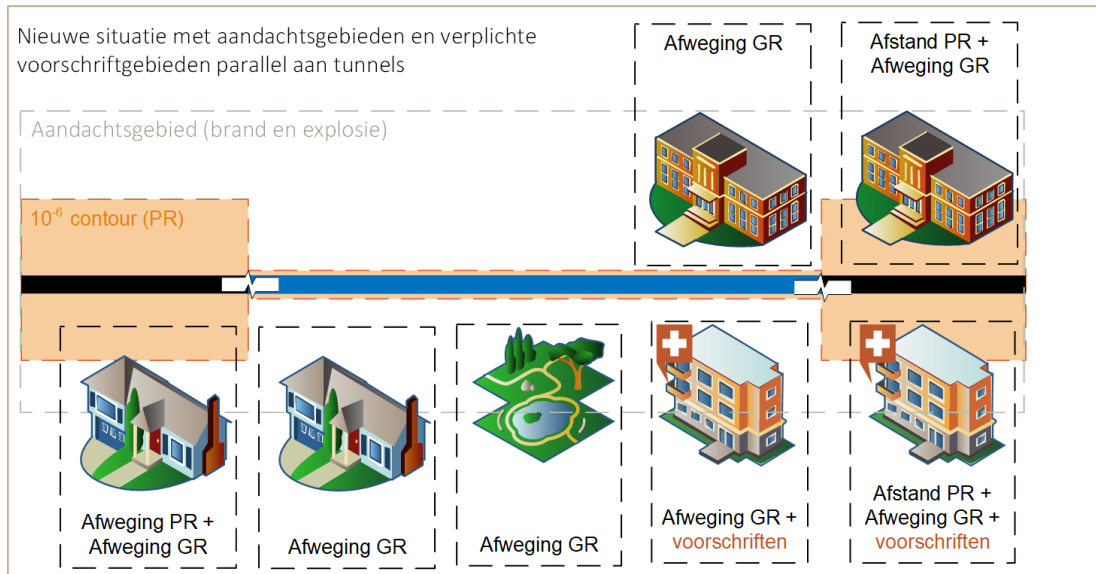 Nieuwe situatie met aandachtsgebieden en verplichte
voorschriftgebieden parallel aan tunnels
Afweging GR
Afstand PR +
Afweging GR
Aandachtsgebied (brand en explosie)
10⁻⁶ contour (PR)
Afweging PR +
Afweging GR
Afweging GR
Afweging GR
Afweging GR +
voorschriften
Afstand PR +
Afweging GR +
voorschriften